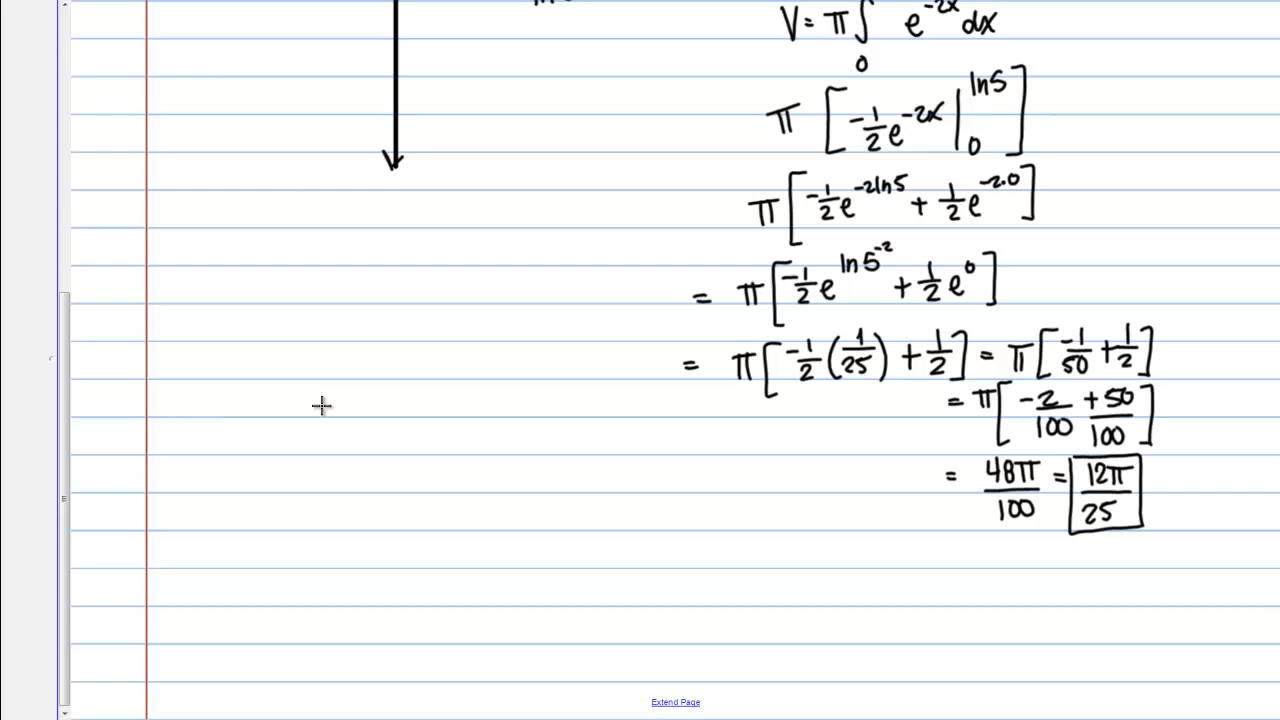 V = π∫₀ e^-2x dx
π [ -1/2 e^-2x |₀^ln5 ]
π [ -1/2 e^-2ln5 + 1/2 e^-2·0 ]
= π [ -1/2 e^ln5^-2 + 1/2 e^0 ]
= π [ -1/2 (1/25) + 1/2 ] = π [ -1/50 + 1/2 ]
= π [ -2/100 + 50/100 ]
= 48π/100 = 12π/25
Extend Page